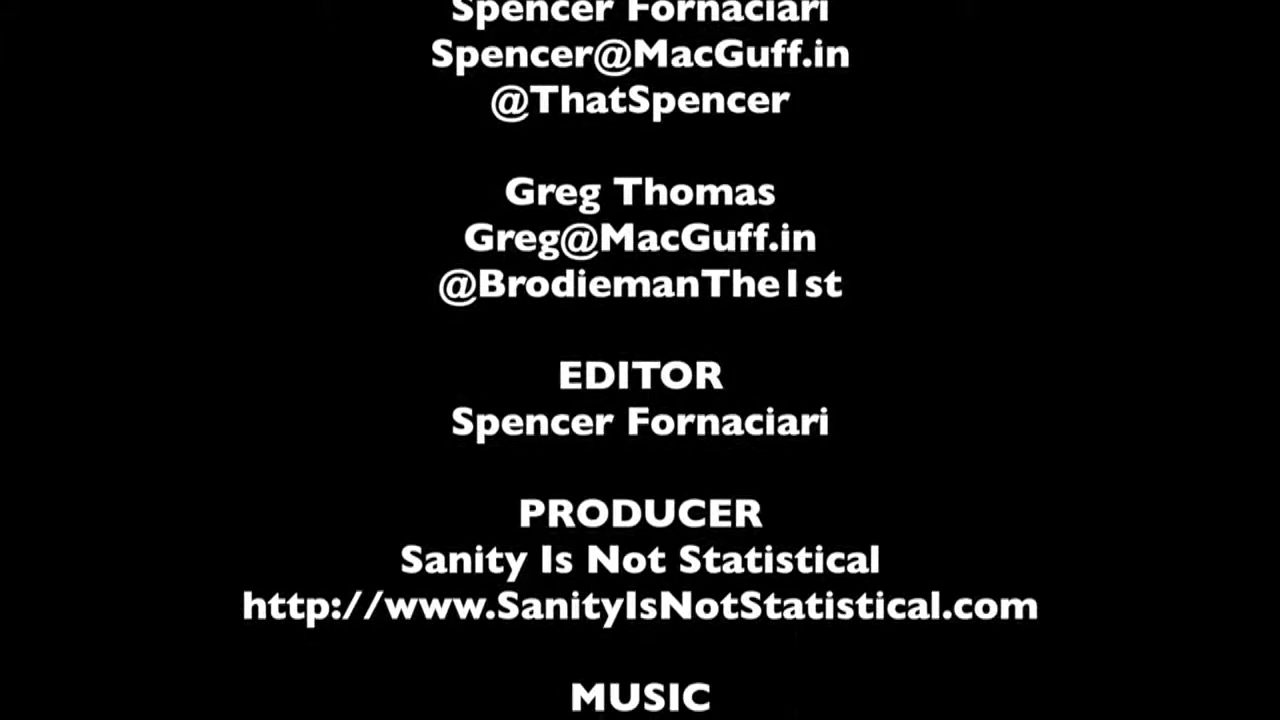 Spencer Fornaciari
Spencer@MacGuff.in
@ThatSpencer
Greg Thomas
Greg@MacGuff.in
@BrodiemanThe1st
EDITOR
Spencer Fornaciari
PRODUCER
Sanity Is Not Statistical
http://www.SanityIsNotStatistical.com
MUSIC